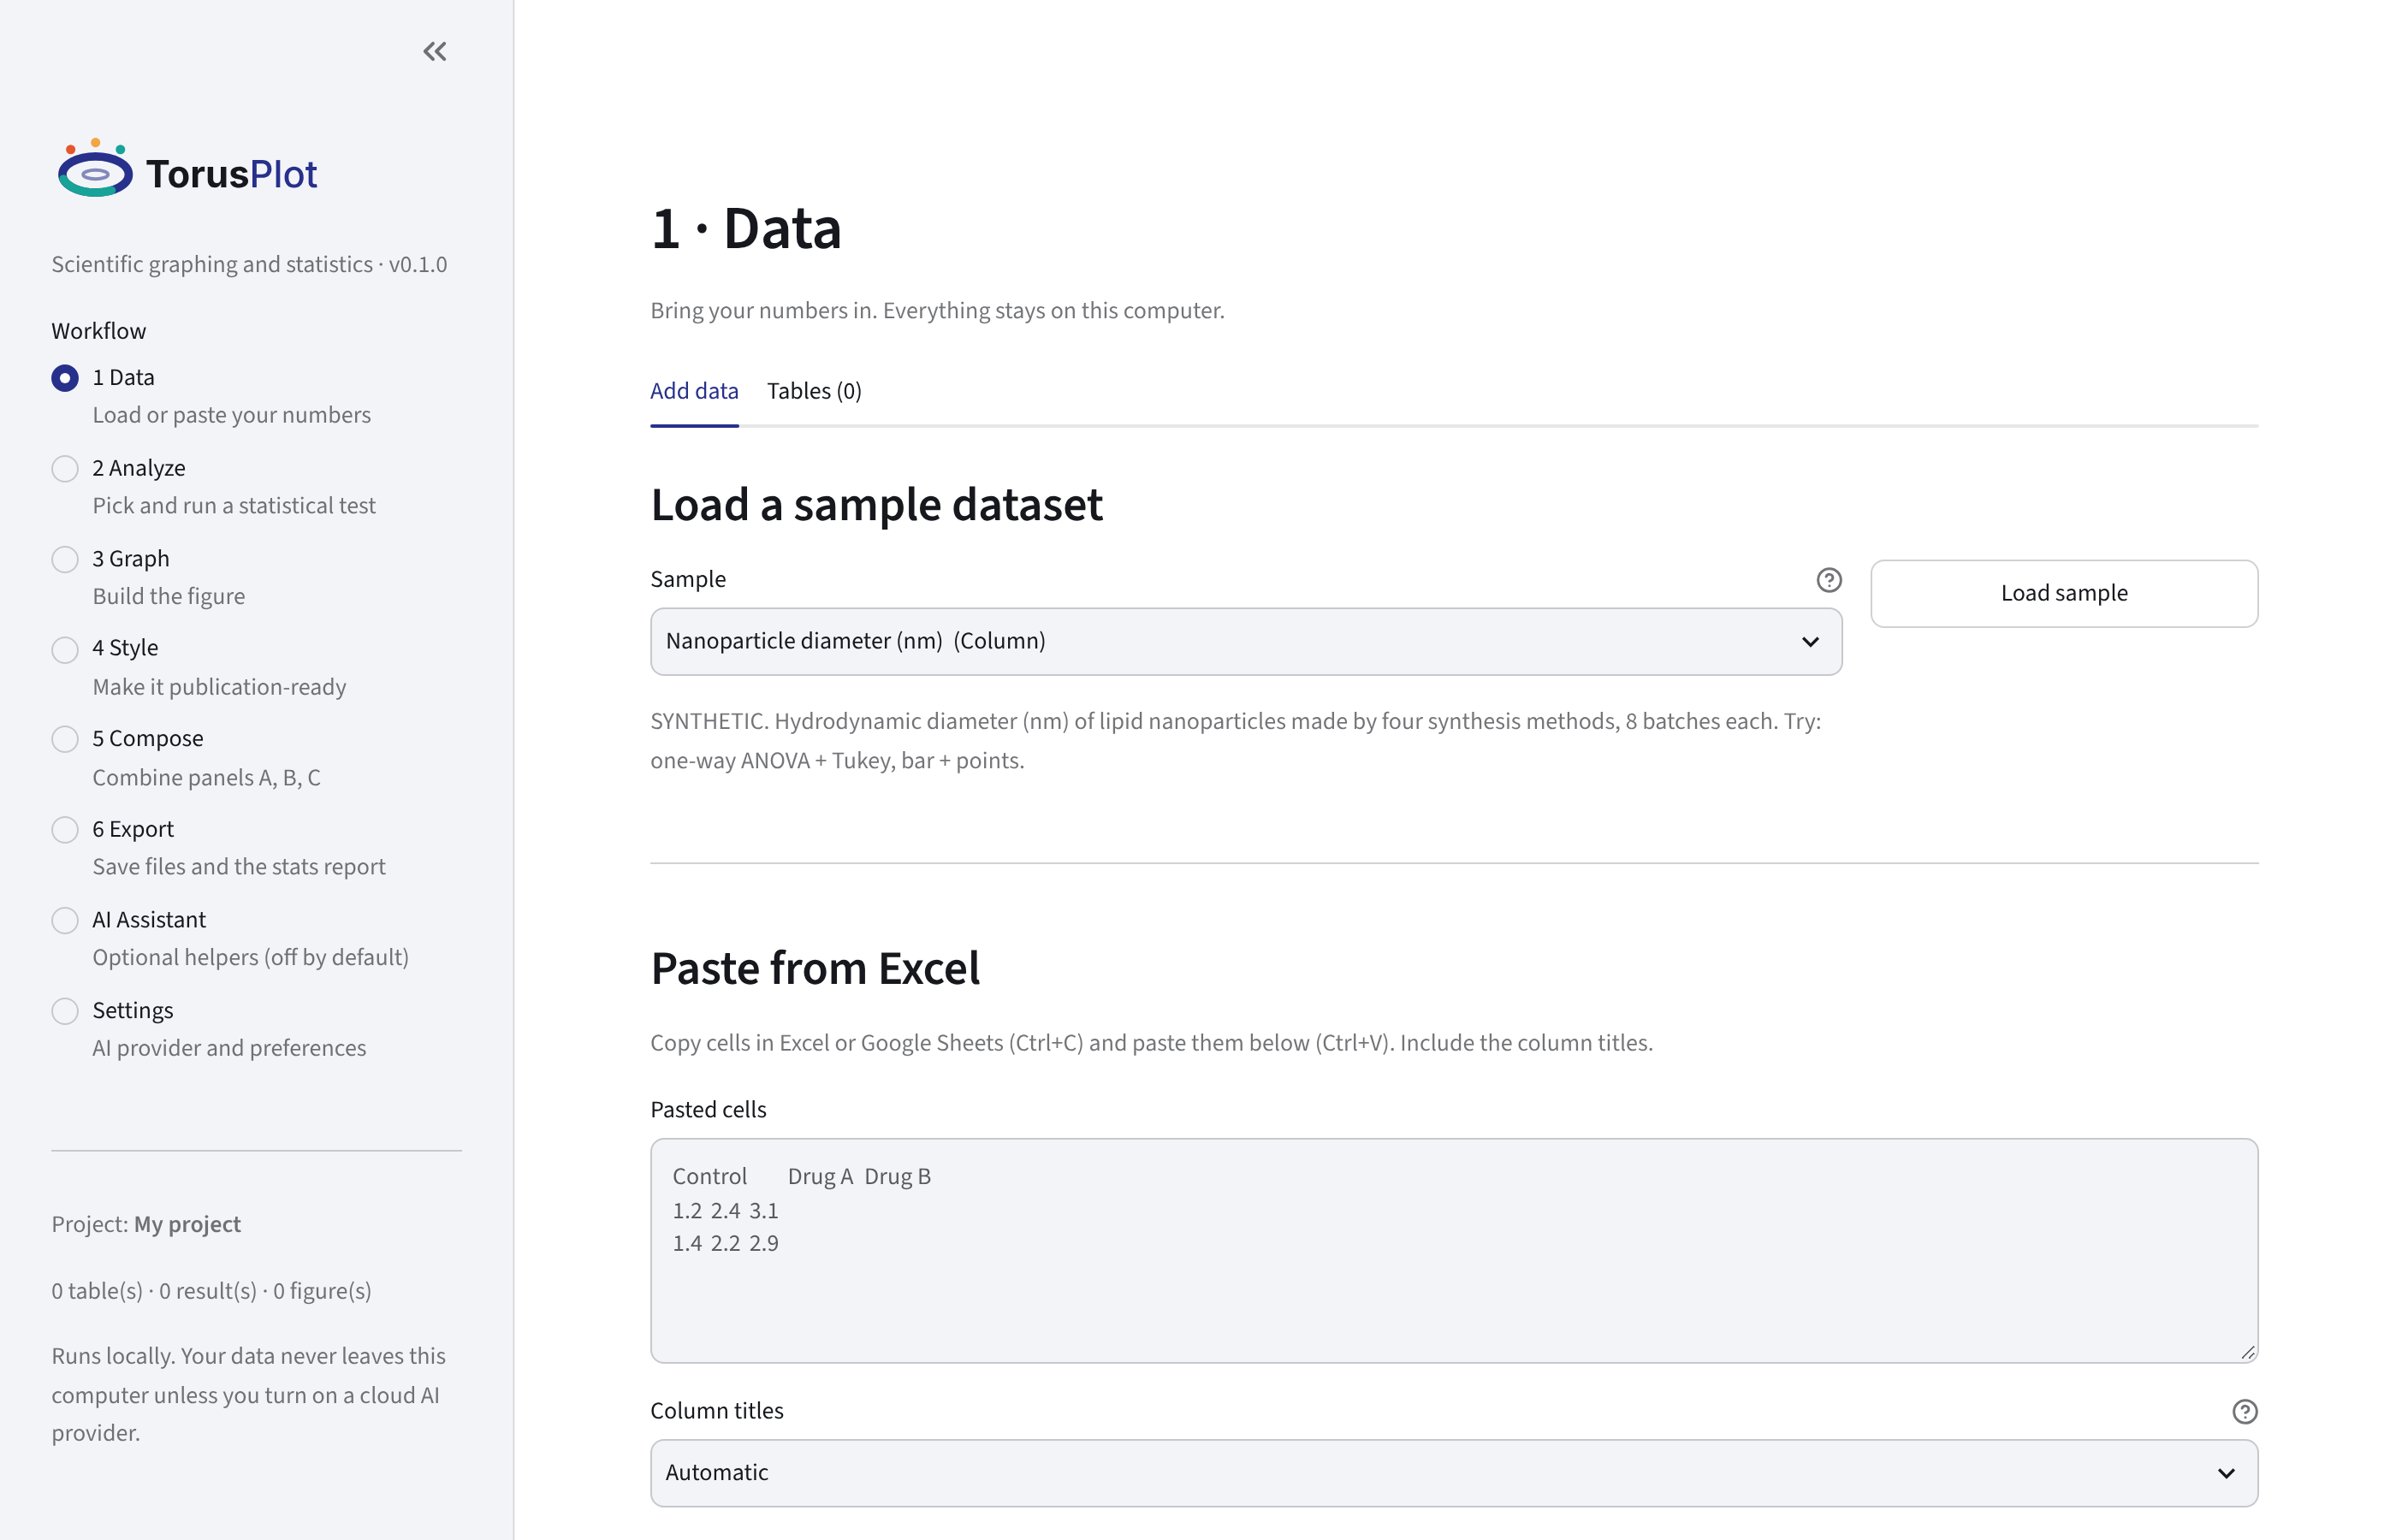 TorusPlot
Scientific graphing and statistics · v0.1.0
Workflow
1 Data
Load or paste your numbers
2 Analyze
Pick and run a statistical test
3 Graph
Build the figure
4 Style
Make it publication-ready
5 Compose
Combine panels A, B, C
6 Export
Save files and the stats report
AI Assistant
Optional helpers (off by default)
Settings
AI provider and preferences
Project: My project
0 table(s) · 0 result(s) · 0 figure(s)
Runs locally. Your data never leaves this
computer unless you turn on a cloud AI
provider.
1 · Data
Bring your numbers in. Everything stays on this computer.
Add data Tables (0)
Load a sample dataset
Sample
Load sample
Nanoparticle diameter (nm) (Column)
SYNTHETIC. Hydrodynamic diameter (nm) of lipid nanoparticles made by four synthesis methods, 8 batches each. Try:
one-way ANOVA + Tukey, bar + points.
Paste from Excel
Copy cells in Excel or Google Sheets (Ctrl+C) and paste them below (Ctrl+V). Include the column titles.
Pasted cells
Control Drug A Drug B
1.2 2.4 3.1
1.4 2.2 2.9
Column titles
Automatic